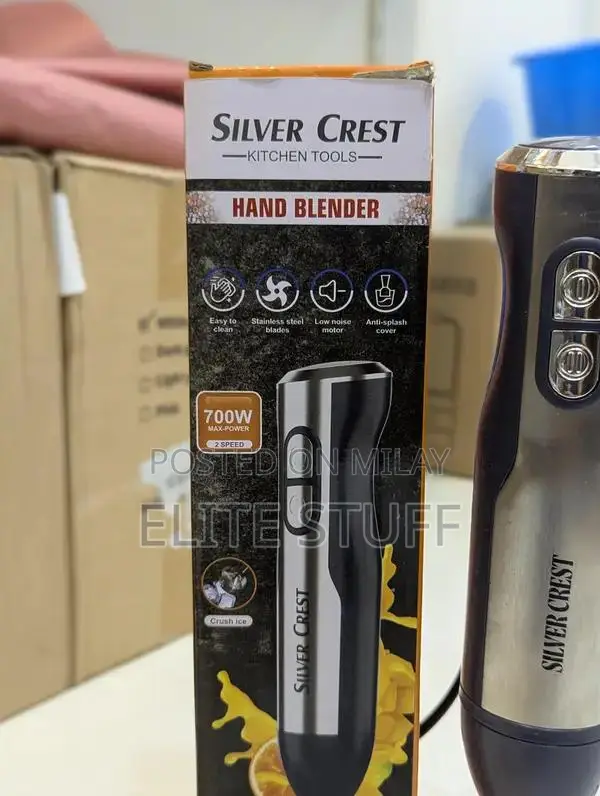 SILVER CREST
KITCHEN TOOLS
HAND BLENDER
Easy to
clean
Stainless steel
blades
Low noise
motor
Anti-splash
cover
700W
MAX-POWER
2 SPEED
POSTED ON MILAY
ELITE STUFF
Crush ice
SILVER CREST
I
II
SILVER CREST